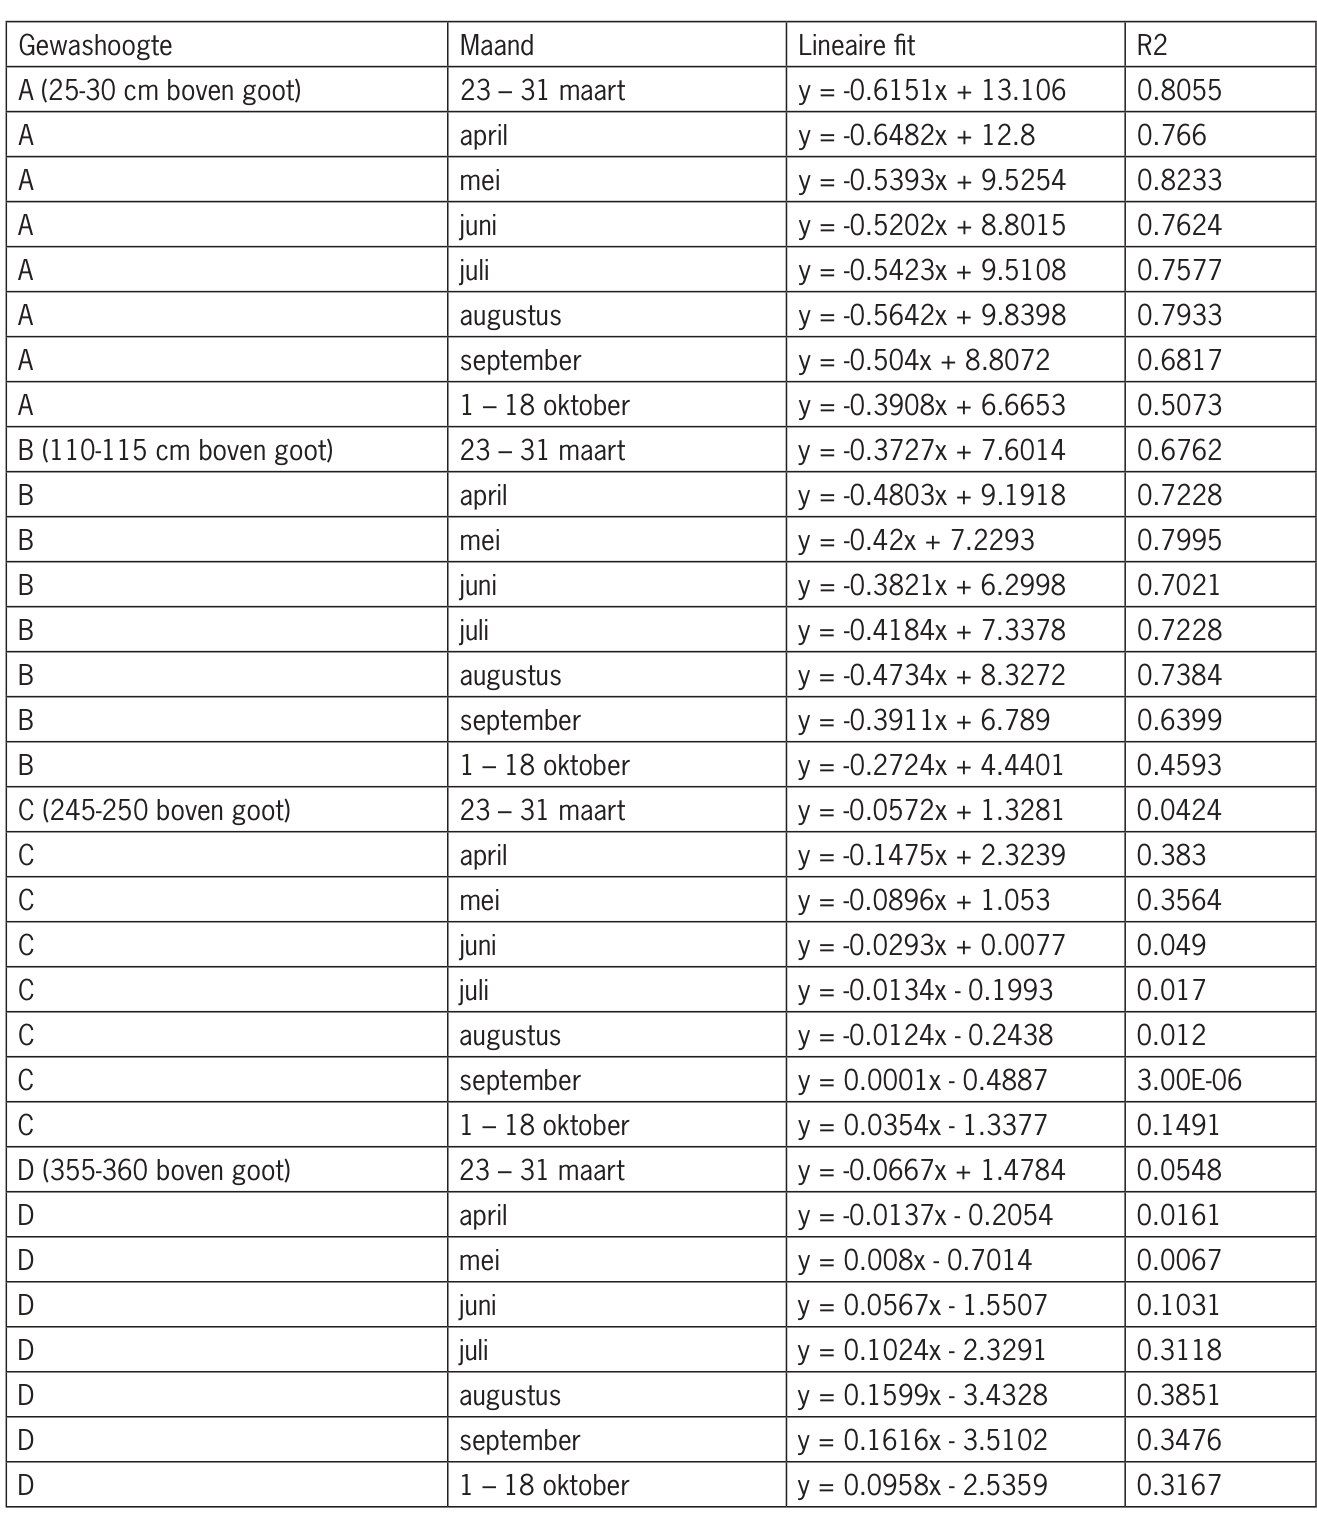 Gewashoogte Maand Lineaire fit R2
A (25-30 cm boven goot) 23 – 31 maart y = -0.6151x + 13.106 0.8055
A april y = -0.6482x + 12.8 0.766
A mei y = -0.5393x + 9.5254 0.8233
A juni y = -0.5202x + 8.8015 0.7624
A juli y = -0.5423x + 9.5108 0.7577
A augustus y = -0.5642x + 9.8398 0.7933
A september y = -0.504x + 8.8072 0.6817
A 1 – 18 oktober y = -0.3908x + 6.6653 0.5073
B (110-115 cm boven goot) 23 – 31 maart y = -0.3727x + 7.6014 0.6762
B april y = -0.4803x + 9.1918 0.7228
B mei y = -0.42x + 7.2293 0.7995
B juni y = -0.3821x + 6.2998 0.7021
B juli y = -0.4184x + 7.3378 0.7228
B augustus y = -0.4734x + 8.3272 0.7384
B september y = -0.3911x + 6.789 0.6399
B 1 – 18 oktober y = -0.2724x + 4.4401 0.4593
C (245-250 boven goot) 23 – 31 maart y = -0.0572x + 1.3281 0.0424
C april y = -0.1475x + 2.3239 0.383
C mei y = -0.0896x + 1.053 0.3564
C juni y = -0.0293x + 0.0077 0.049
C juli y = -0.0134x - 0.1993 0.017
C augustus y = -0.0124x - 0.2438 0.012
C september y = 0.0001x - 0.4887 3.00E-06
C 1 – 18 oktober y = 0.0354x - 1.3377 0.1491
D (355-360 boven goot) 23 – 31 maart y = -0.0667x + 1.4784 0.0548
D april y = -0.0137x - 0.2054 0.0161
D mei y = 0.008x - 0.7014 0.0067
D juni y = 0.0567x - 1.5507 0.1031
D juli y = 0.1024x - 2.3291 0.3118
D augustus y = 0.1599x - 3.4328 0.3851
D september y = 0.1616x - 3.5102 0.3476
D 1 – 18 oktober y = 0.0958x - 2.5359 0.3167